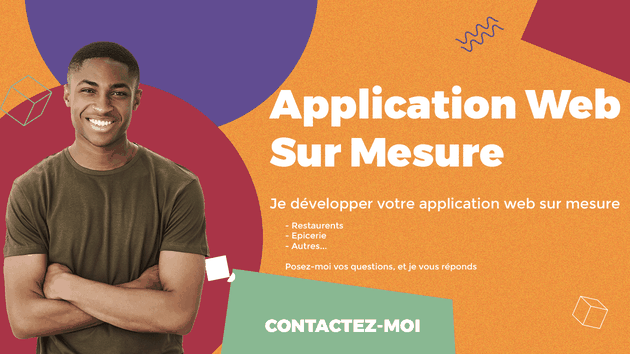 Application Web
Sur Mesure
Je développer votre application web sur mesure
- Restaurents
- Epicerie
- Autres...
Posez-moi vos questions, et je vous réponds
CONTACTEZ-MOI